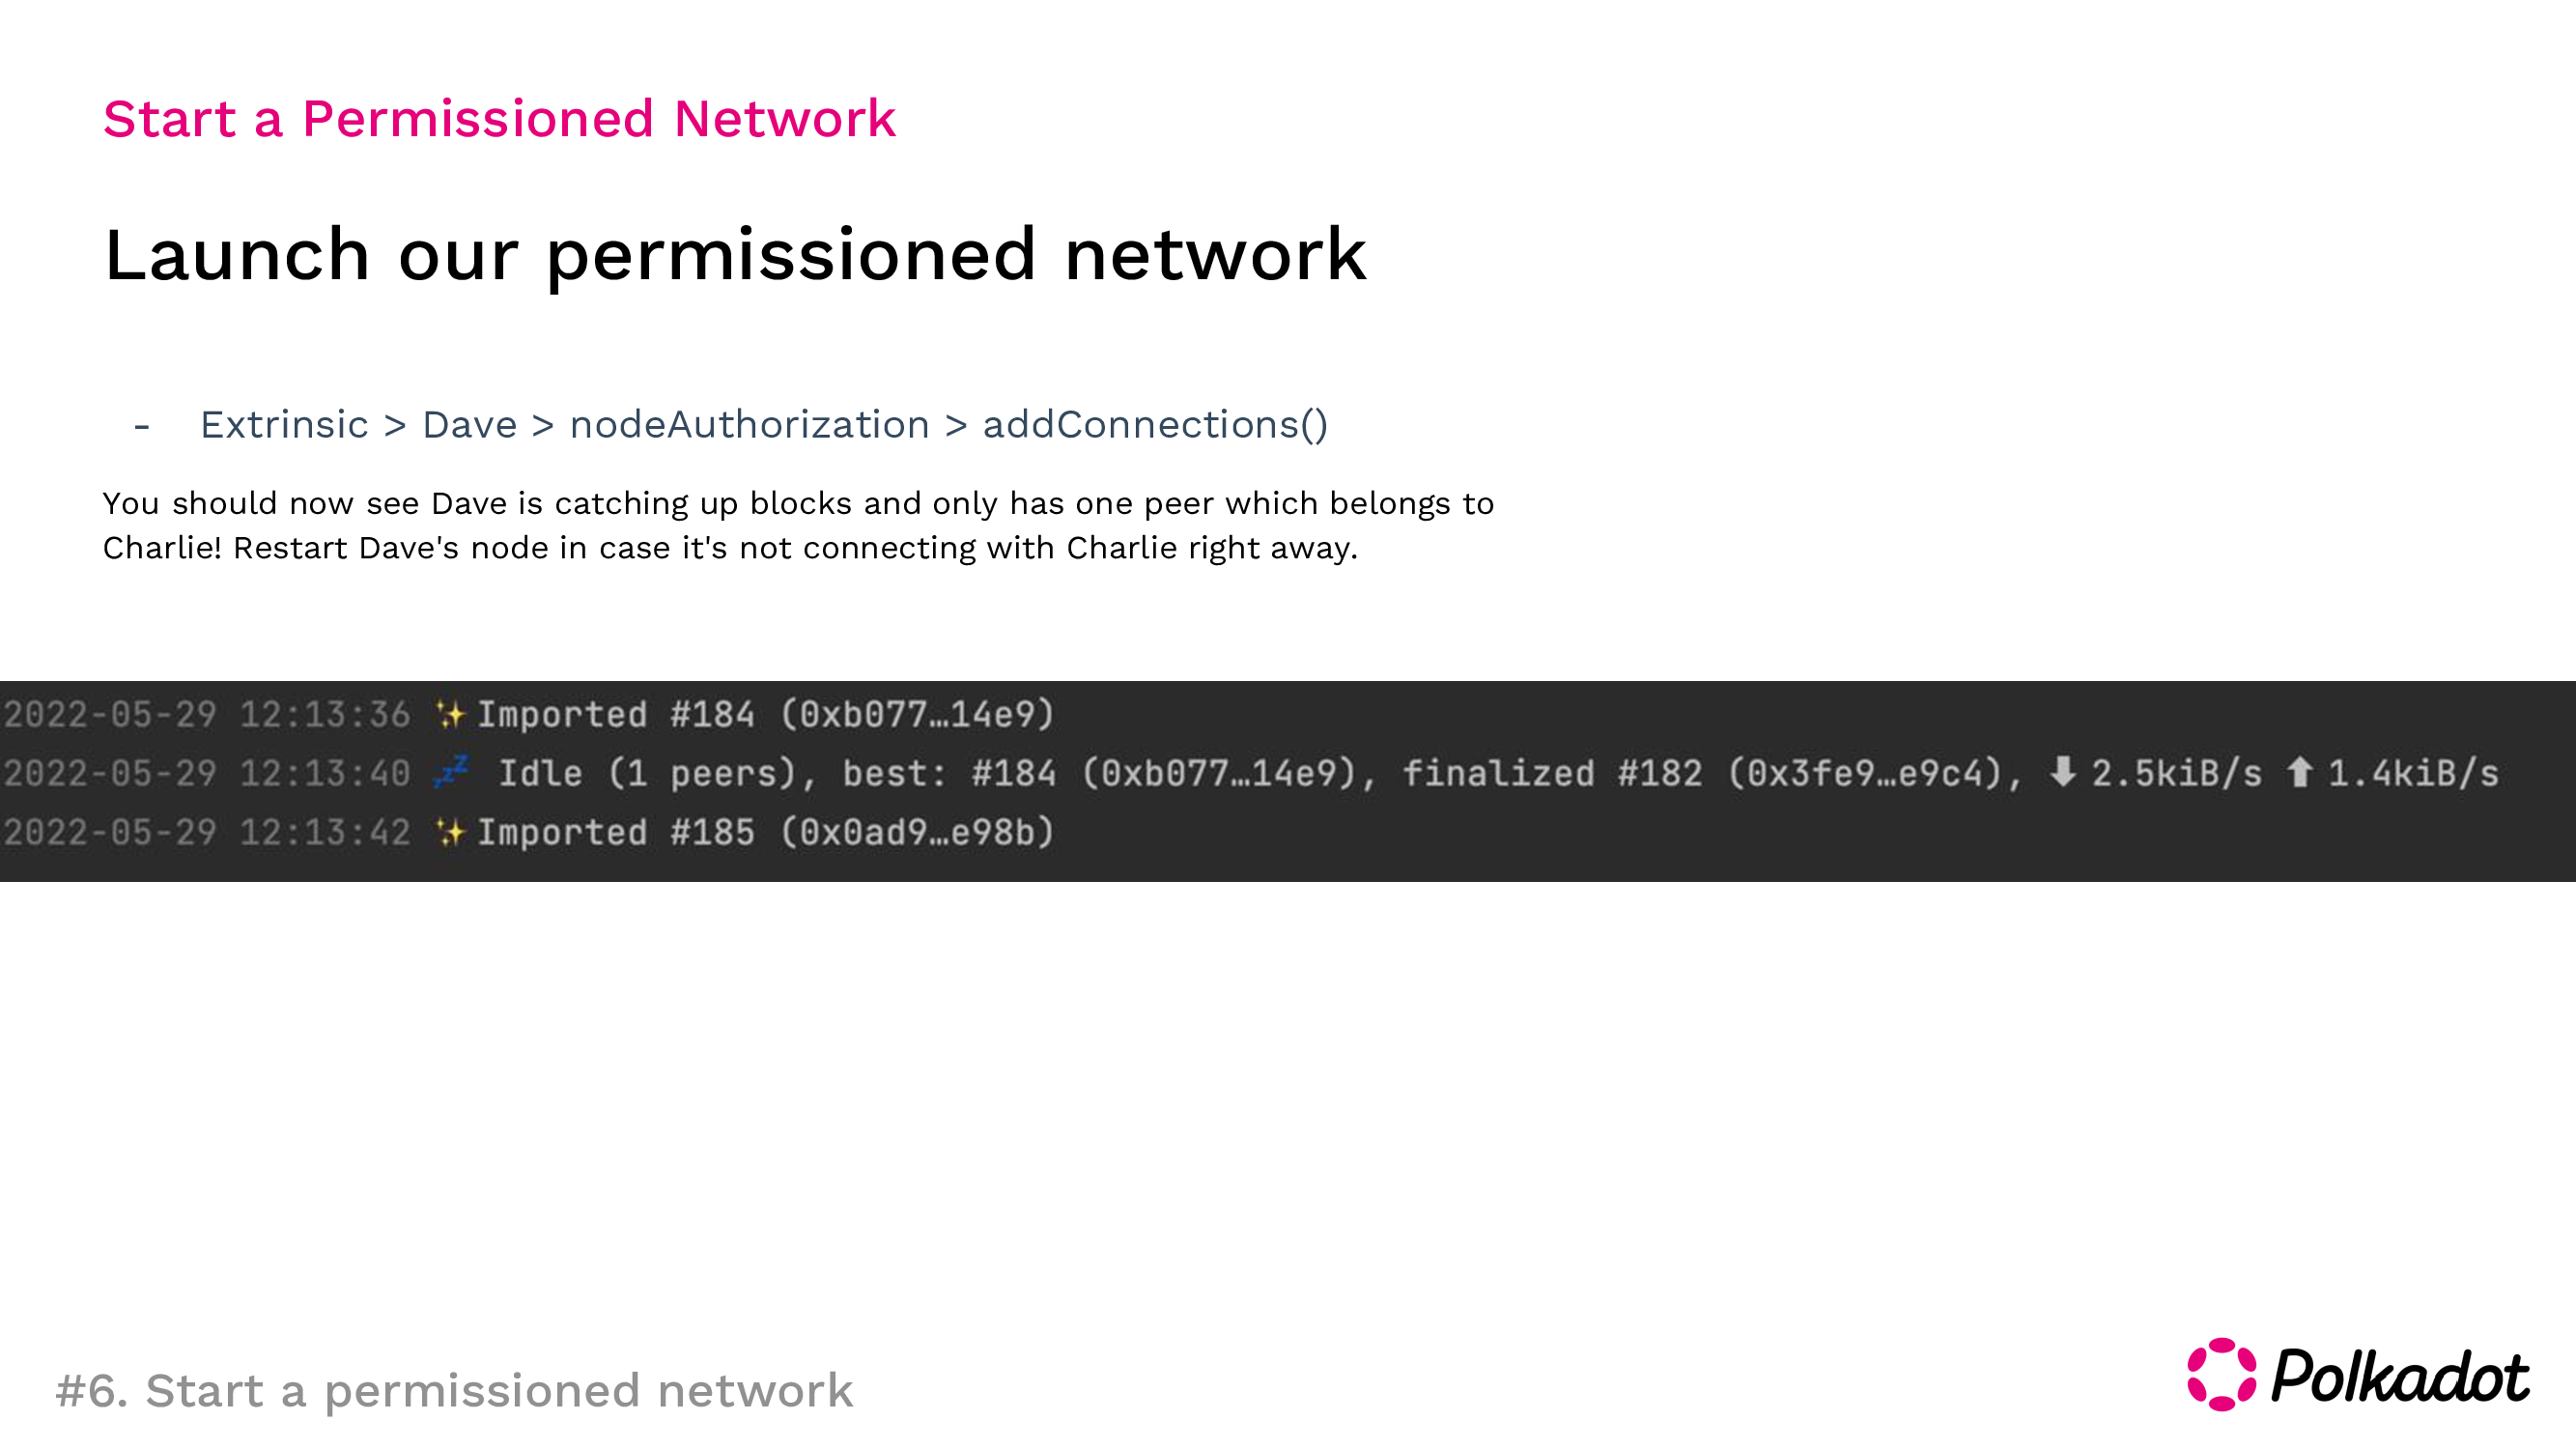 Start a Permissioned Network
Launch our permissioned network
- Extrinsic > Dave > nodeAuthorization > addConnections()
You should now see Dave is catching up blocks and only has one peer which belongs to
Charlie! Restart Dave's node in case it's not connecting with Charlie right away.
2022-05-29 12:13:36 ✨ Imported #184 (0xb077…14e9)
2022-05-29 12:13:40 💤 Idle (1 peers), best: #184 (0xb077…14e9), finalized #182 (0x3fe9…e9c4), ⬇ 2.5kiB/s ⬆ 1.4kiB/s
2022-05-29 12:13:42 ✨ Imported #185 (0x0ad9…e98b)
#6. Start a permissioned network
Polkadot